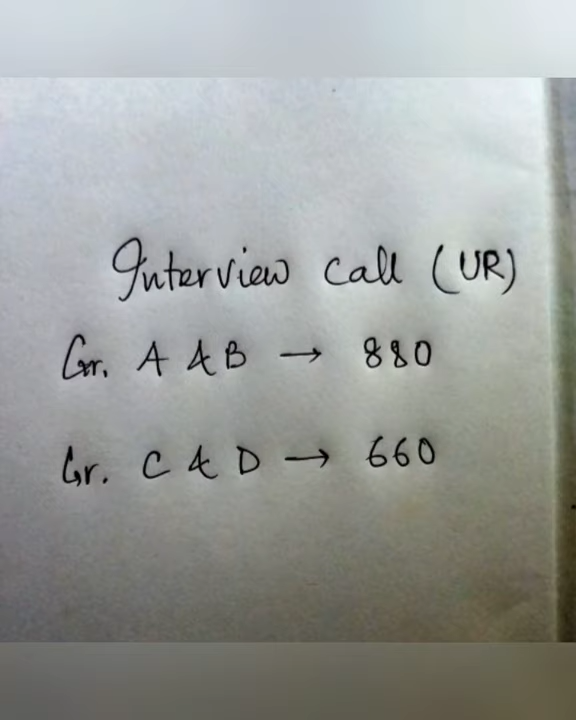 Interview call (UR)
Gr. A & B → 880
Gr. C & D → 660